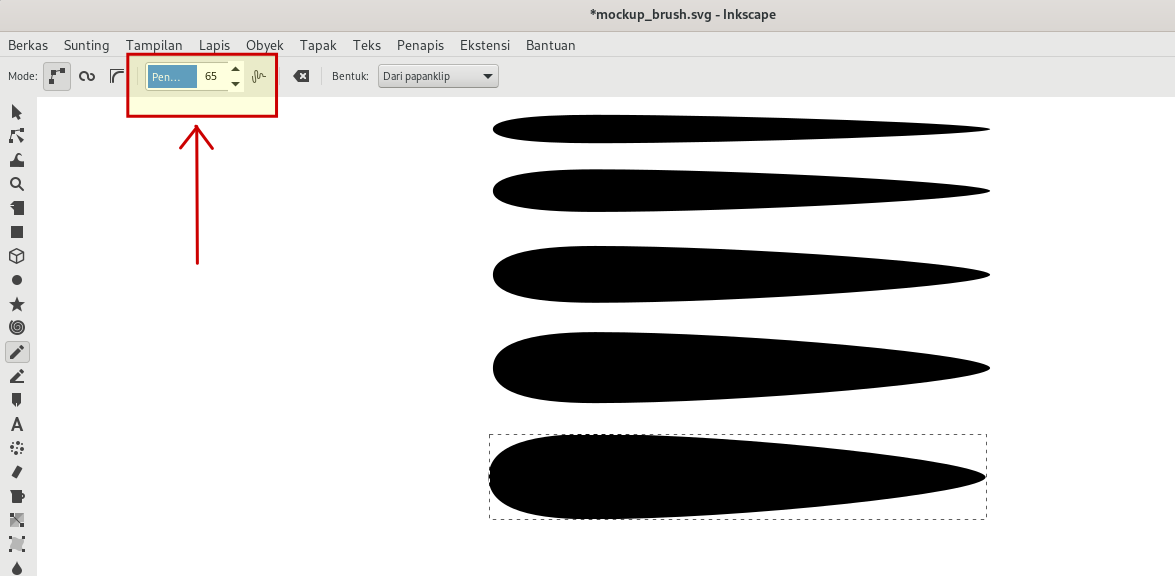 *mockup_brush.svg - Inkscape
Berkas Sunting Tampilan Lapis Obyek Tapak Teks Penapis Ekstensi Bantuan
Mode: Pen... 65 Bentuk: Dari papanklip